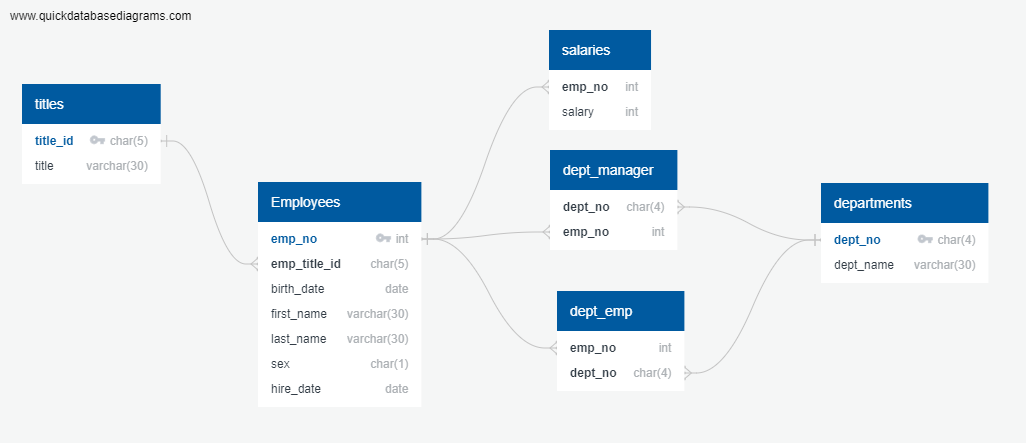 www.quickdatabasediagrams.com
titles
title_id char(5)
title varchar(30)
Employees
emp_no int
emp_title_id char(5)
birth_date date
first_name varchar(30)
last_name varchar(30)
sex char(1)
hire_date date
salaries
emp_no int
salary int
dept_manager
dept_no char(4)
emp_no int
dept_emp
emp_no int
dept_no char(4)
departments
dept_no char(4)
dept_name varchar(30)